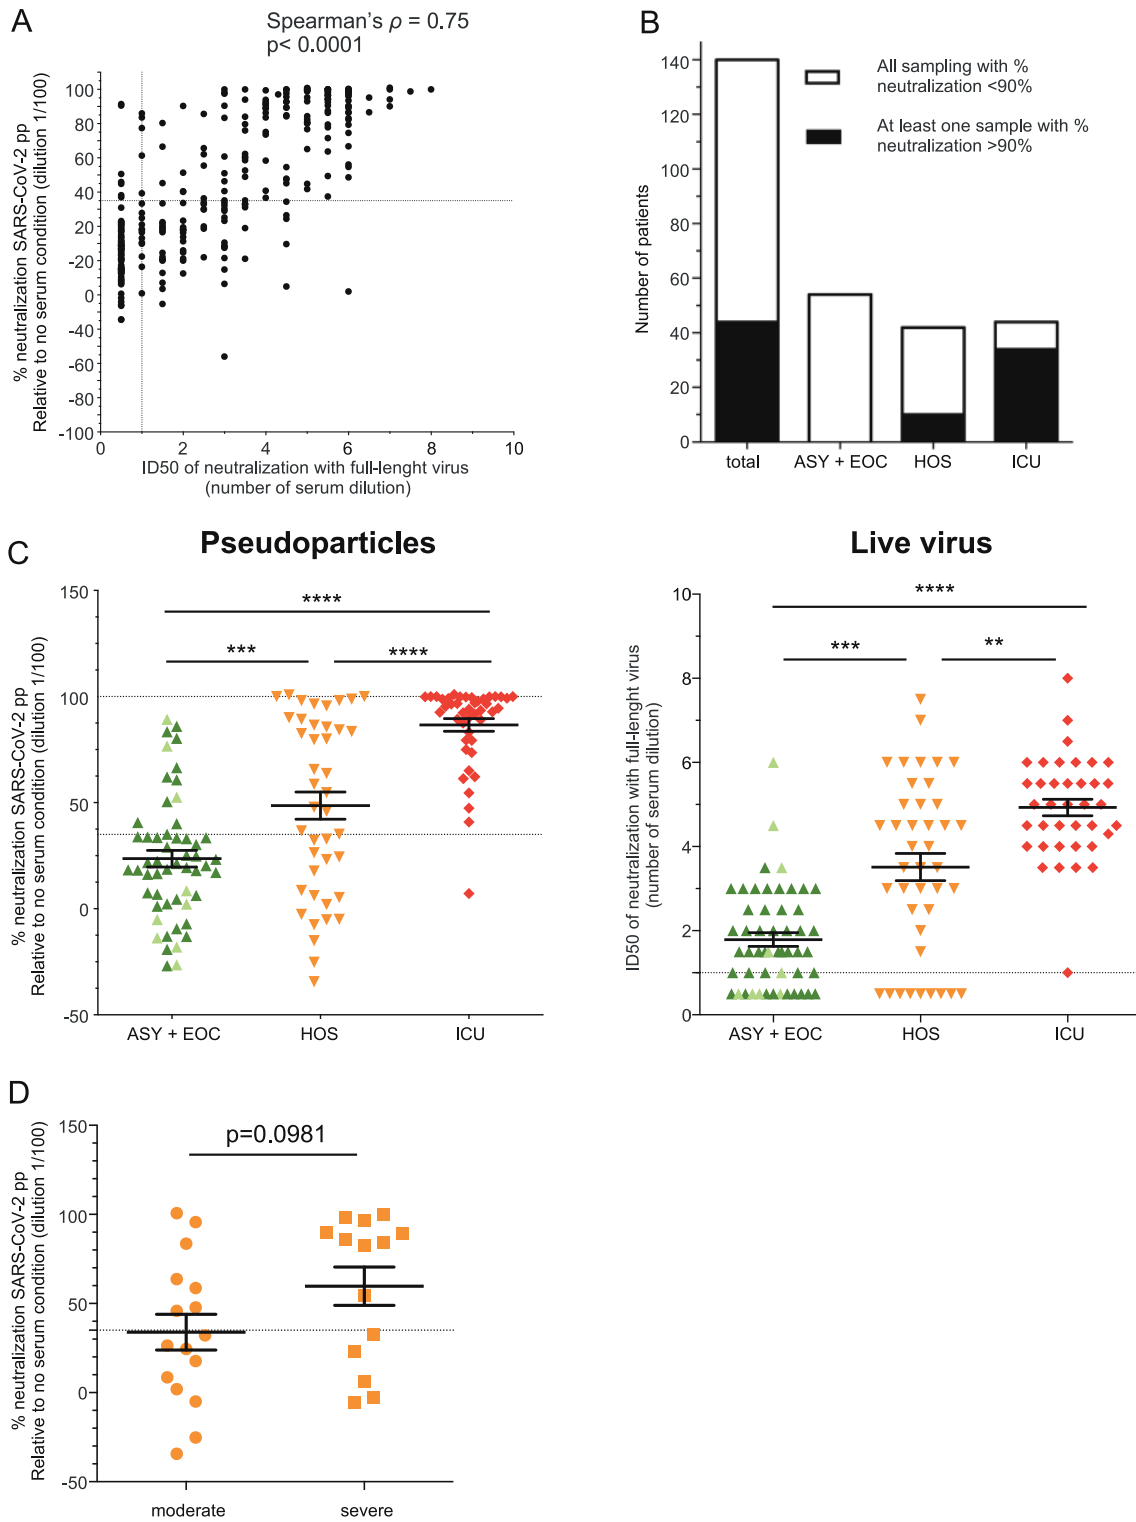 A
Spearman's ρ = 0.75
p< 0.0001
% neutralization SARS-CoV-2 pp
Relative to no serum condition (dilution 1/100)
100
80
60
40
20
-20
0
-40
-60
-80
-100
0
2
4
6
8
10
ID50 of neutralization with full-lenght virus
(number of serum dilution)
B
Number of patients
140
120
100
80
60
40
20
0
All sampling with %
neutralization <90%
At least one sample with %
neutralization >90%
total
ASY + EOC
HOS
ICU
C
Pseudoparticles
% neutralization SARS-CoV-2 pp
Relative to no serum condition (dilution 1/100)
150
100
50
0
-50
****
***
****
ASY + EOC
HOS
ICU
Live virus
ID50 of neutralization with full-lenght virus
(number of serum dilution)
10
8
6
4
2
0
****
***
**
ASY + EOC
HOS
ICU
D
% neutralization SARS-CoV-2 pp
Relative to no serum condition (dilution 1/100)
150
100
50
0
-50
p=0.0981
moderate
severe